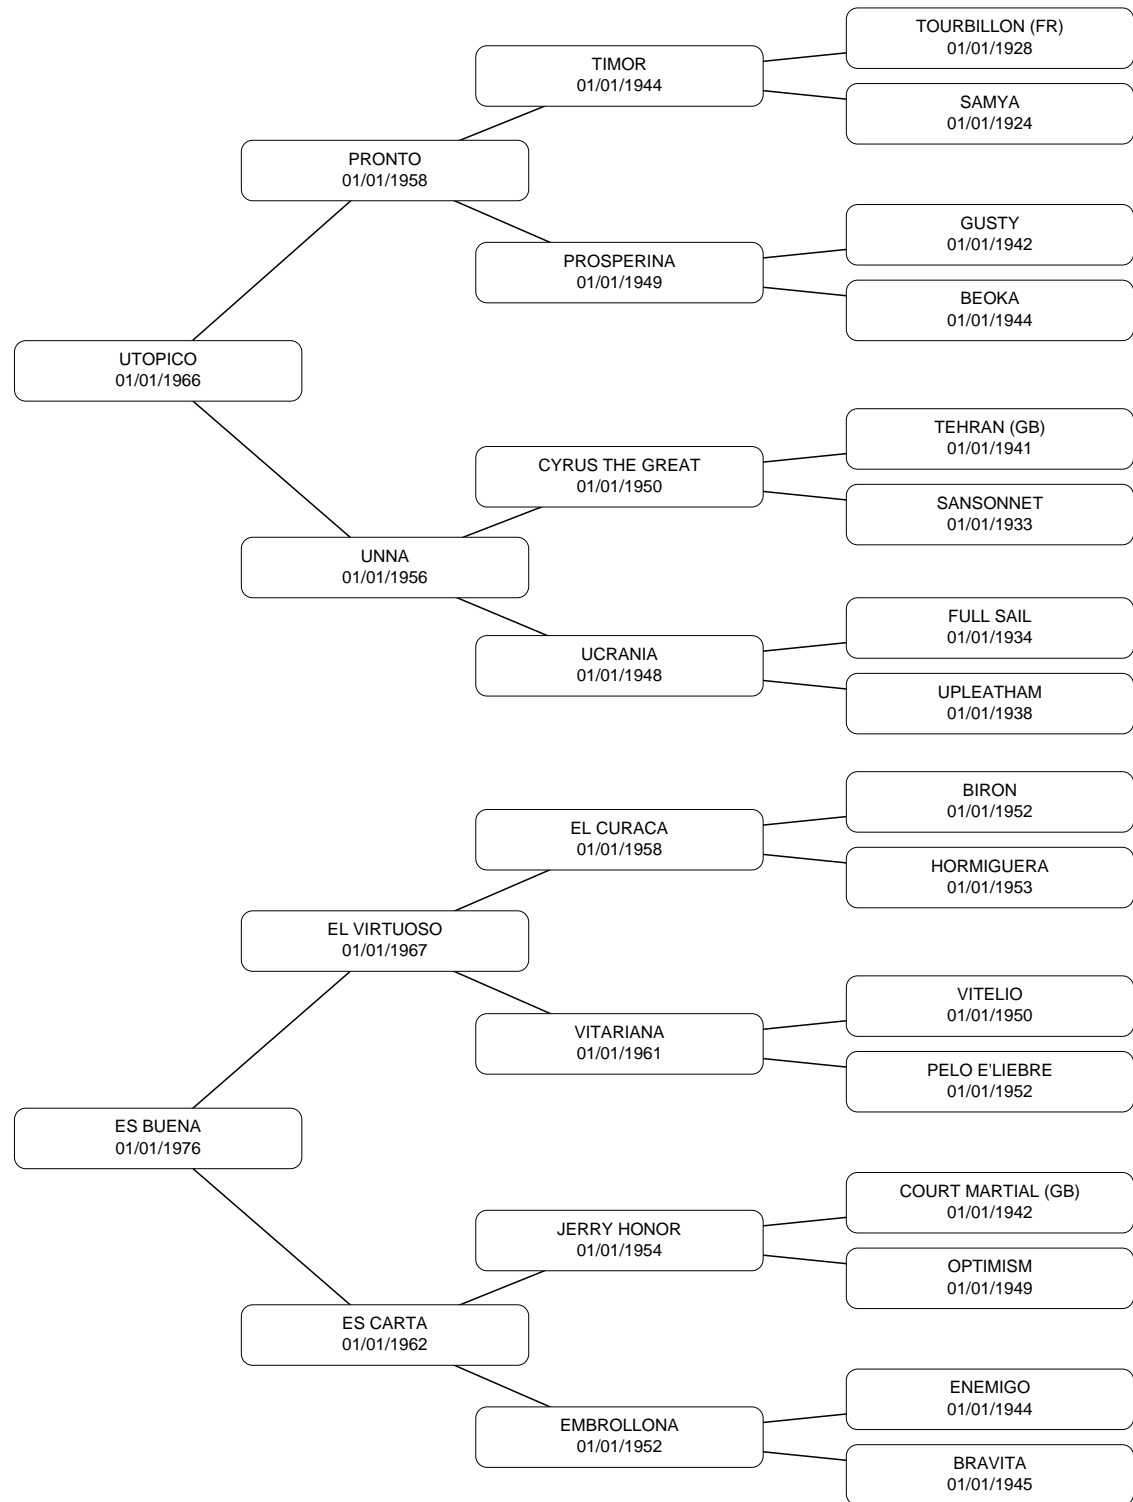 TOURBILLON (FR)
01/01/1928
TIMOR
01/01/1944
SAMYA
01/01/1924
PRONTO
01/01/1958
GUSTY
01/01/1942
PROSPERINA
01/01/1949
BEOKA
01/01/1944
UTOPICO
01/01/1966
TEHRAN (GB)
01/01/1941
CYRUS THE GREAT
01/01/1950
SANSONNET
01/01/1933
UNNA
01/01/1956
FULL SAIL
01/01/1934
UCRANIA
01/01/1948
UPLEATHAM
01/01/1938
BIRON
01/01/1952
EL CURACA
01/01/1958
HORMIGUERA
01/01/1953
EL VIRTUOSO
01/01/1967
VITELIO
01/01/1950
VITARIANA
01/01/1961
PELO E'LIEBRE
01/01/1952
ES BUENA
01/01/1976
COURT MARTIAL (GB)
01/01/1942
JERRY HONOR
01/01/1954
OPTIMISM
01/01/1949
ES CARTA
01/01/1962
ENEMIGO
01/01/1944
EMBROLLONA
01/01/1952
BRAVITA
01/01/1945